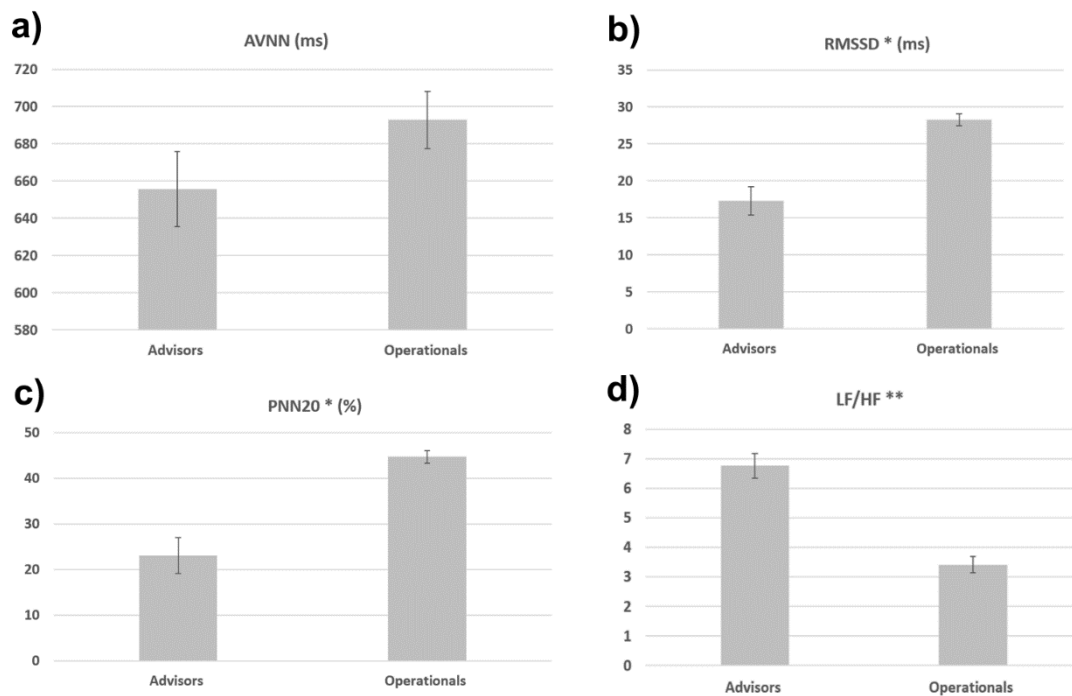 a)
AVNN (ms)
720
700
680
660
640
620
600
580
Advisors Operationals
b)
RMSSD * (ms)
35
30
25
20
15
10
5
0
Advisors Operationals
c)
PNN20 * (%)
50
40
30
20
10
0
Advisors Operationals
d)
LF/HF **
8
7
6
5
4
3
2
1
0
Advisors Operationals